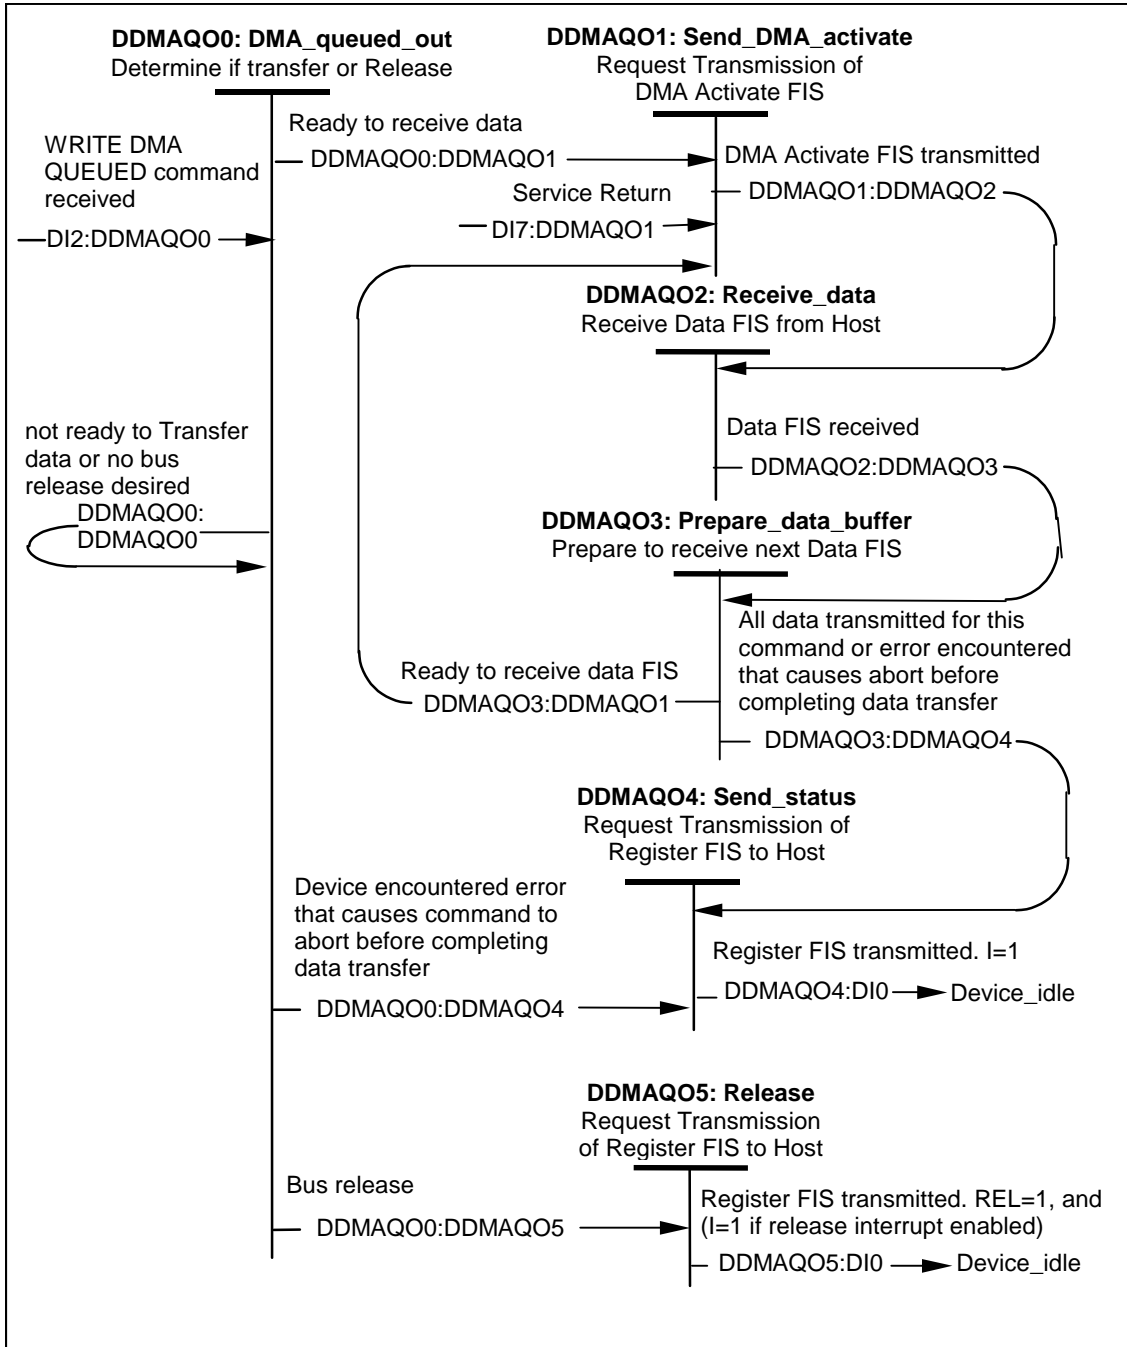 DDMAQO0: DMA_queued_out
Determine if transfer or Release
DDMAQO1: Send_DMA_activate
Request Transmission of
DMA Activate FIS
WRITE DMA
QUEUED command
received
DI2:DDMAQO0
Ready to receive data
DDMAQO0:DDMAQO1
Service Return
DI7:DDMAQO1
DMA Activate FIS transmitted
DDMAQO1:DDMAQO2
DDMAQO2: Receive_data
Receive Data FIS from Host
not ready to Transfer
data or no bus
release desired
DDMAQO0:
DDMAQO0
Data FIS received
DDMAQO2:DDMAQO3
DDMAQO3: Prepare_data_buffer
Prepare to receive next Data FIS
All data transmitted for this
command or error encountered
that causes abort before
completing data transfer
Ready to receive data FIS
DDMAQO3:DDMAQO1
DDMAQO3:DDMAQO4
DDMAQO4: Send_status
Request Transmission of
Register FIS to Host
Device encountered error
that causes command to
abort before completing
data transfer
DDMAQO0:DDMAQO4
Register FIS transmitted. I=1
DDMAQO4:DI0
Device_idle
DDMAQO5: Release
Request Transmission
of Register FIS to Host
Bus release
DDMAQO0:DDMAQO5
Register FIS transmitted. REL=1, and
(I=1 if release interrupt enabled)
DDMAQO5:DI0
Device_idle